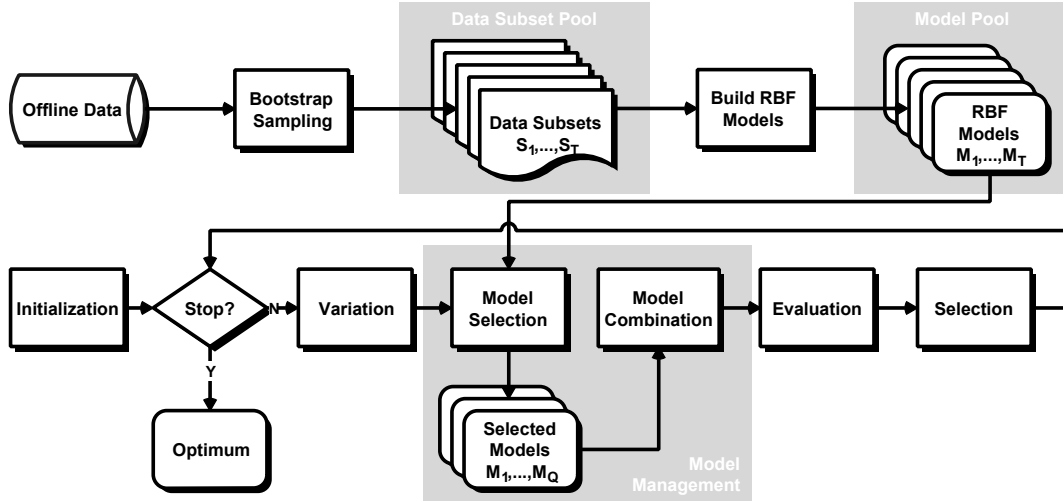 Data Subset Pool
Model Pool
Offline Data
Bootstrap
Sampling
Data Subsets
S1,...,ST
Build RBF
Models
RBF
Models
M1,...,MT
Initialization
Stop?
N
Variation
Model
Selection
Model
Combination
Evaluation
Selection
Y
Optimum
Selected
Models
M1,...,MQ
Model
Management